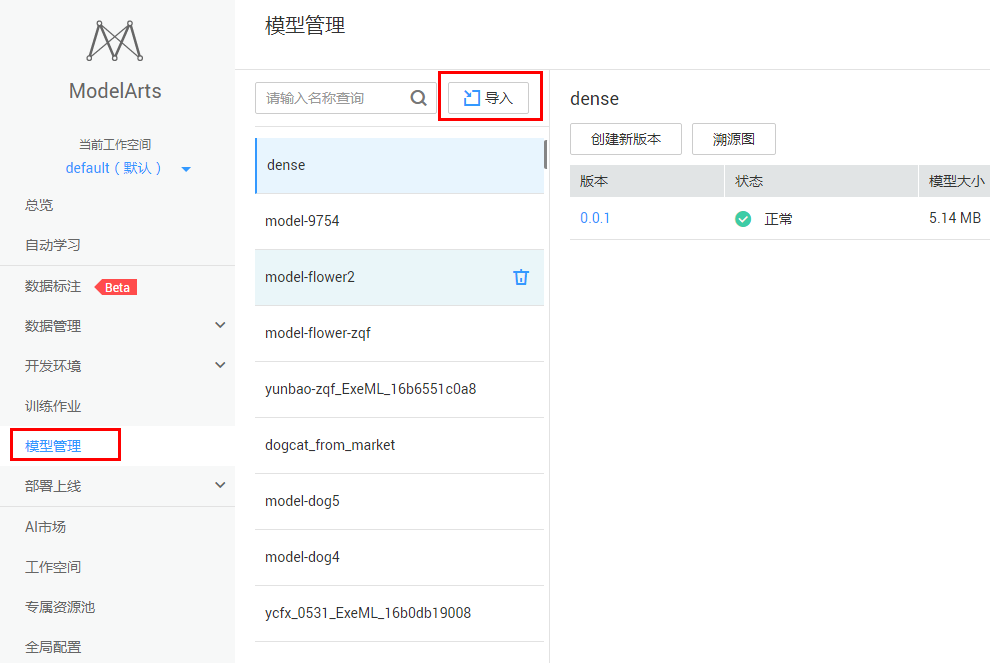 ModelArts
当前工作空间
default（默认）
总览
自动学习
数据标注 Beta
数据管理
开发环境
训练作业
模型管理
部署上线
AI市场
工作空间
专属资源池
全局配置
模型管理
请输入名称查询
导入
dense
model-9754
model-flower2
model-flower-zqf
yunbao-zqf_ExeML_16b6551c0a8
dogcat_from_market
model-dog5
model-dog4
ycfx_0531_ExeML_16b0db19008
dense
创建新版本 溯源图
版本 状态 模型大小
0.0.1 正常 5.14 MB